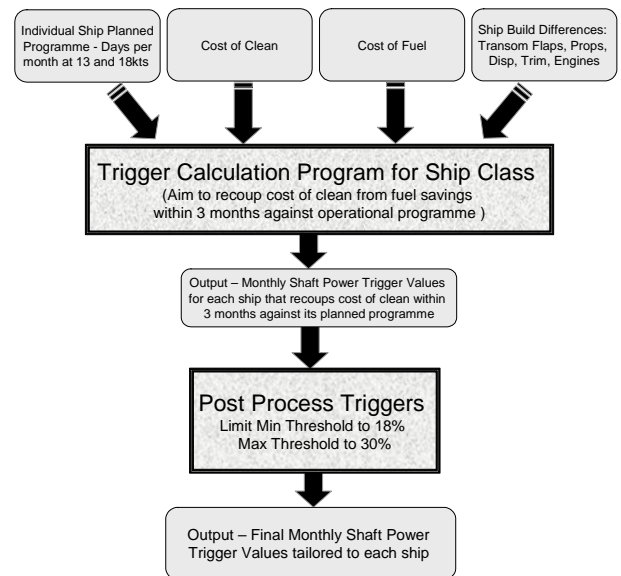 Individual Ship Planned
Programme - Days per
month at 13 and 18kts
Cost of Clean
Cost of Fuel
Ship Build Differences:
Transom Flaps, Props,
Disp, Trim, Engines
Trigger Calculation Program for Ship Class
(Aim to recoup cost of clean from fuel savings
within 3 months against operational programme )
Output – Monthly Shaft Power Trigger Values
for each ship that recoups cost of clean within
3 months against its planned programme
Post Process Triggers
Limit Min Threshold to 18%
Max Threshold to 30%
Output – Final Monthly Shaft Power
Trigger Values tailored to each ship